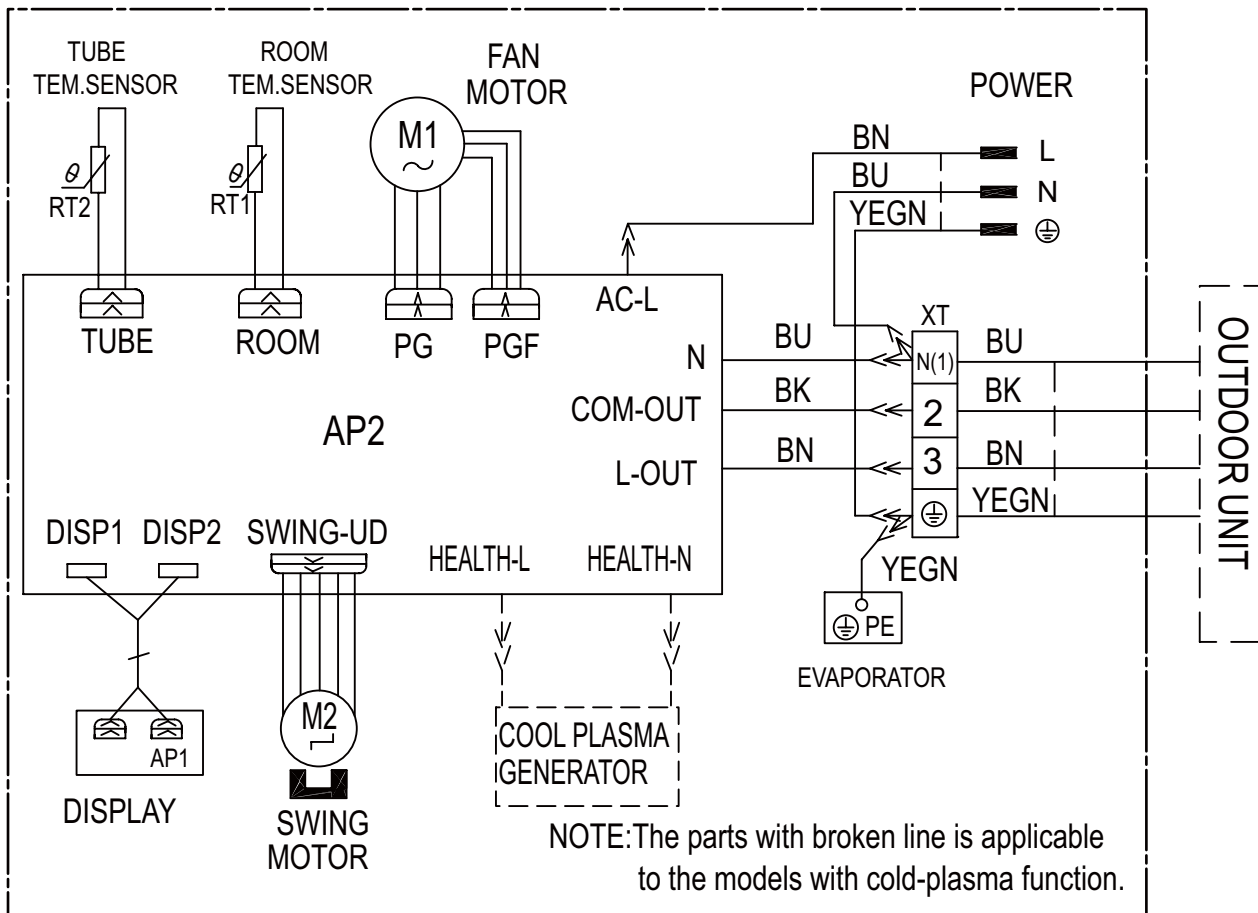 TUBE
TEM.SENSOR
ROOM
TEM.SENSOR
FAN
MOTOR
POWER
M1
θ
RT2
θ
RT1
BN
L
BU
N
YEGN
TUBE
ROOM
PG
PGF
AC-L
XT
N
BU
N(1)
BU
COM-OUT
BK
2
BK
AP2
L-OUT
BN
3
BN
YEGN
OUTDOOR UNIT
DISP1
DISP2
SWING-UD
HEALTH-L
HEALTH-N
YEGN
PE
EVAPORATOR
M2
AP1
DISPLAY
COOL PLASMA
GENERATOR
SWING
MOTOR
NOTE:The parts with broken line is applicable
to the models with cold-plasma function.